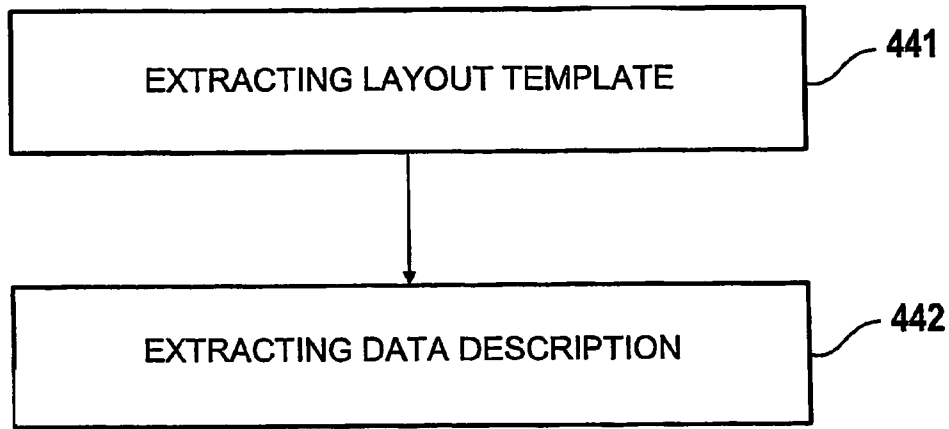 EXTRACTING LAYOUT TEMPLATE
441
EXTRACTING DATA DESCRIPTION
442